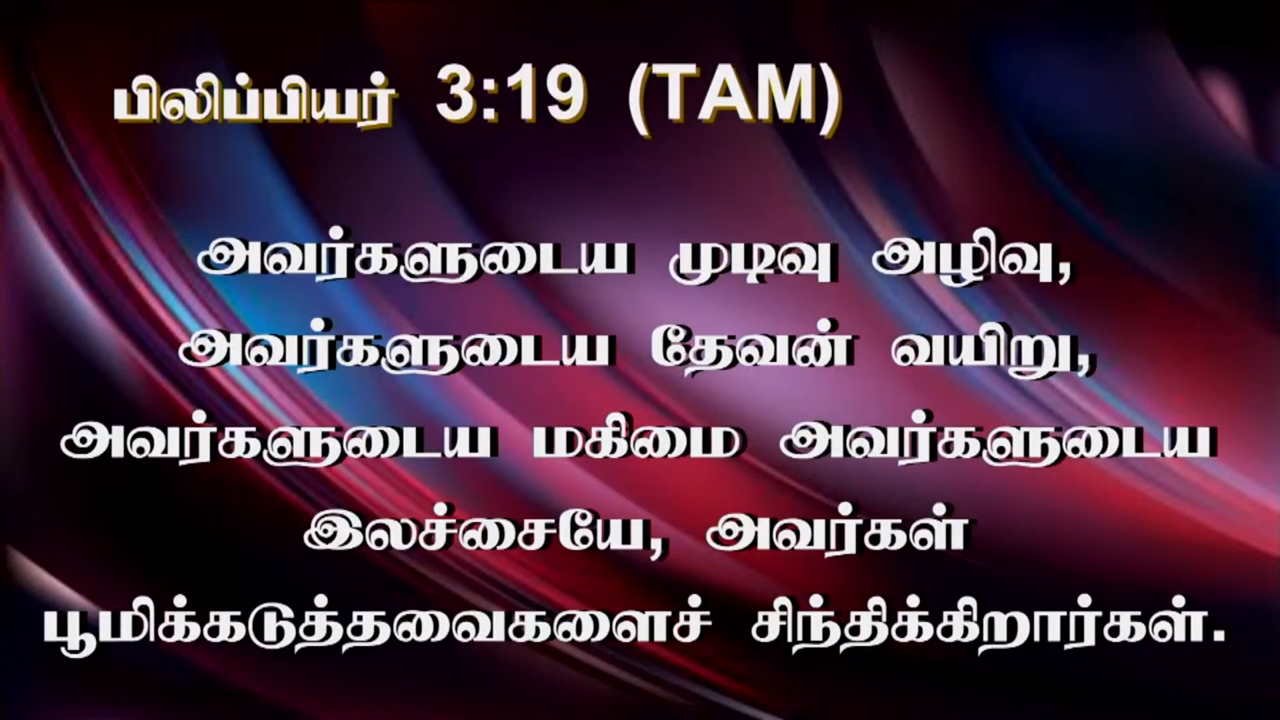 பிலிப்பியர் 3:19 (TAM)
அவர்களுடைய முடிவு அழிவு,
அவர்களுடைய தேவன் வயிறு,
அவர்களுடைய மகிமை அவர்களுடைய
இலச்சையே, அவர்கள்
பூமிக்கடுத்தவைகளைச் சிந்திக்கிறார்கள்.